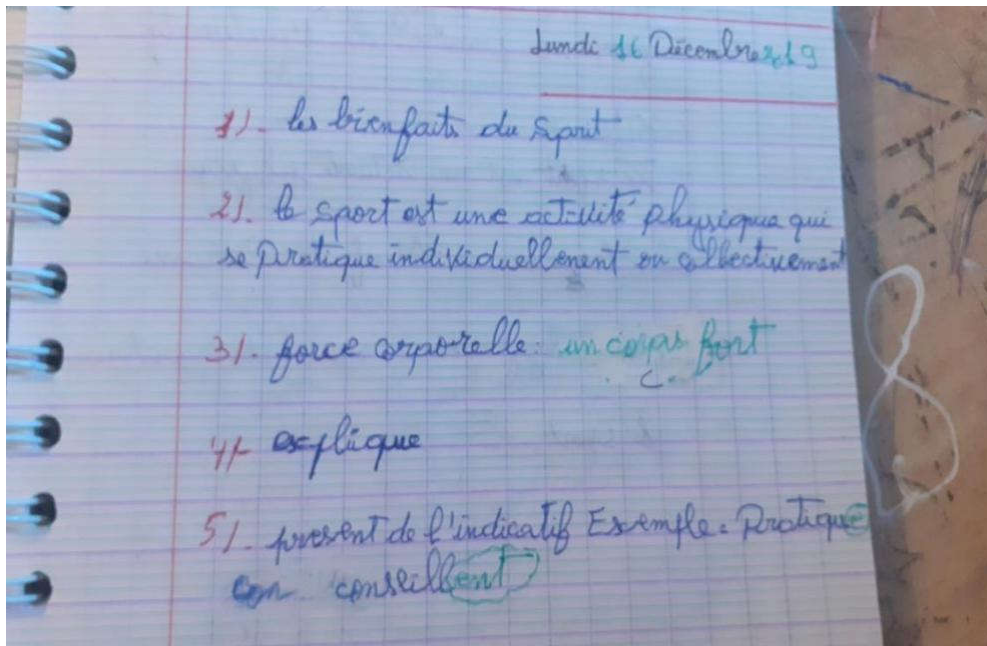 Lundi 16 Décembre 2019
1). les bienfaits du sport
2). le sport est une activité physique qui
se pratique individuellement ou collectivement
3). force corporelle : un corps fort
4). explique
5). present de l'indicatif Exemple : Pratique
conseillent